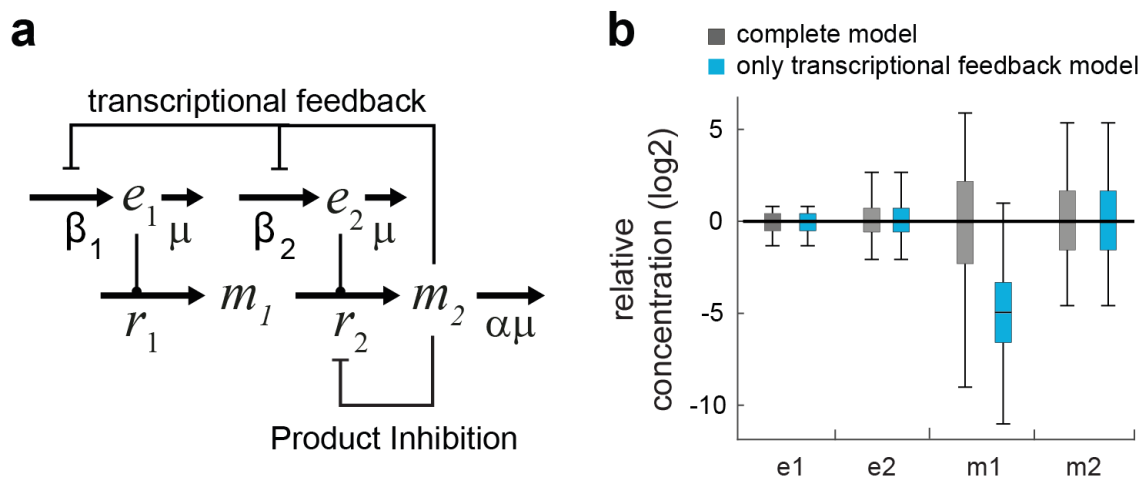 a
transcriptional feedback
e1 e2
β1 μ β2 μ
m1 m2
r1 r2 αμ
Product Inhibition
b
complete model
only transcriptional feedback model
relative
concentration (log2)
5
0
-5
-10
e1 e2 m1 m2